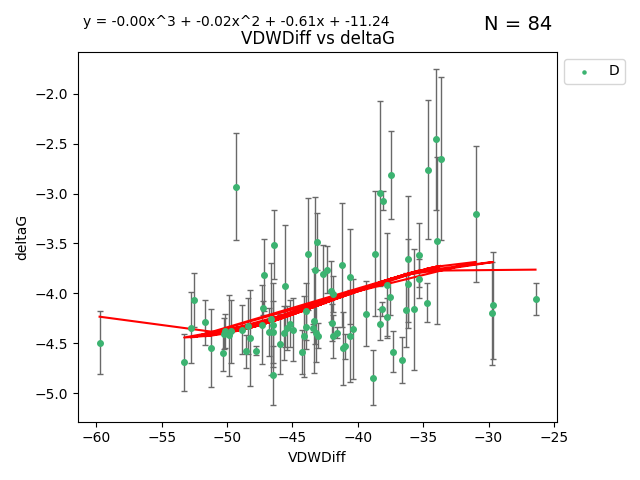 y = -0.00x^3 + -0.02x^2 + -0.61x + -11.24
N = 84
VDWDiff vs deltaG
D
−2.0
−2.5
−3.0
−3.5
−4.0
−4.5
−5.0
deltaG
−60 −55 −50 −45 −40 −35 −30 −25
VDWDiff